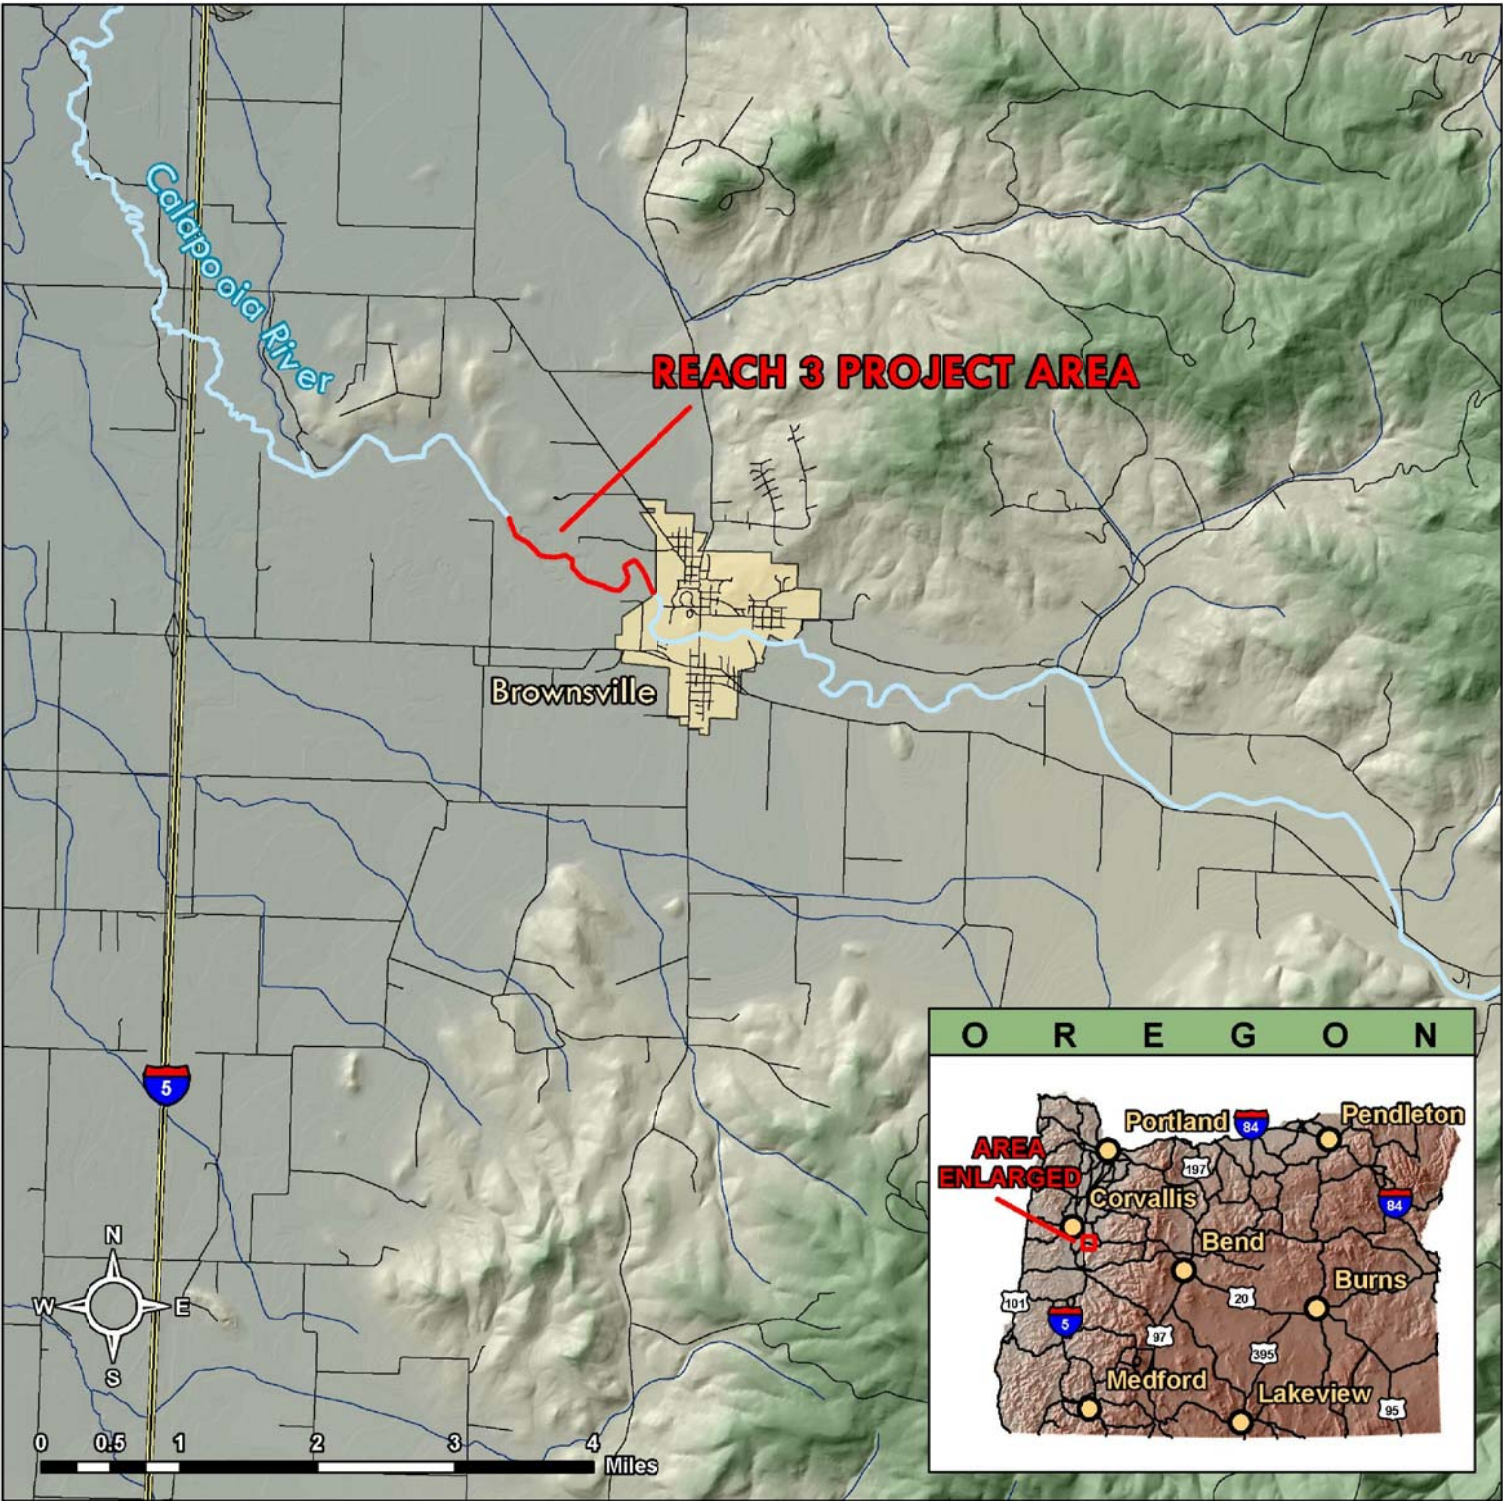 Calapooia River
REACH 3 PROJECT AREA
Brownsville
5
N
W E
S
0 0.5 1 2 3 4 Miles
OREGON
Portland
84
Pendleton
AREA
ENLARGED
197
Corvallis
84
Bend
101
5
20
Burns
97
395
Medford
Lakeview
95